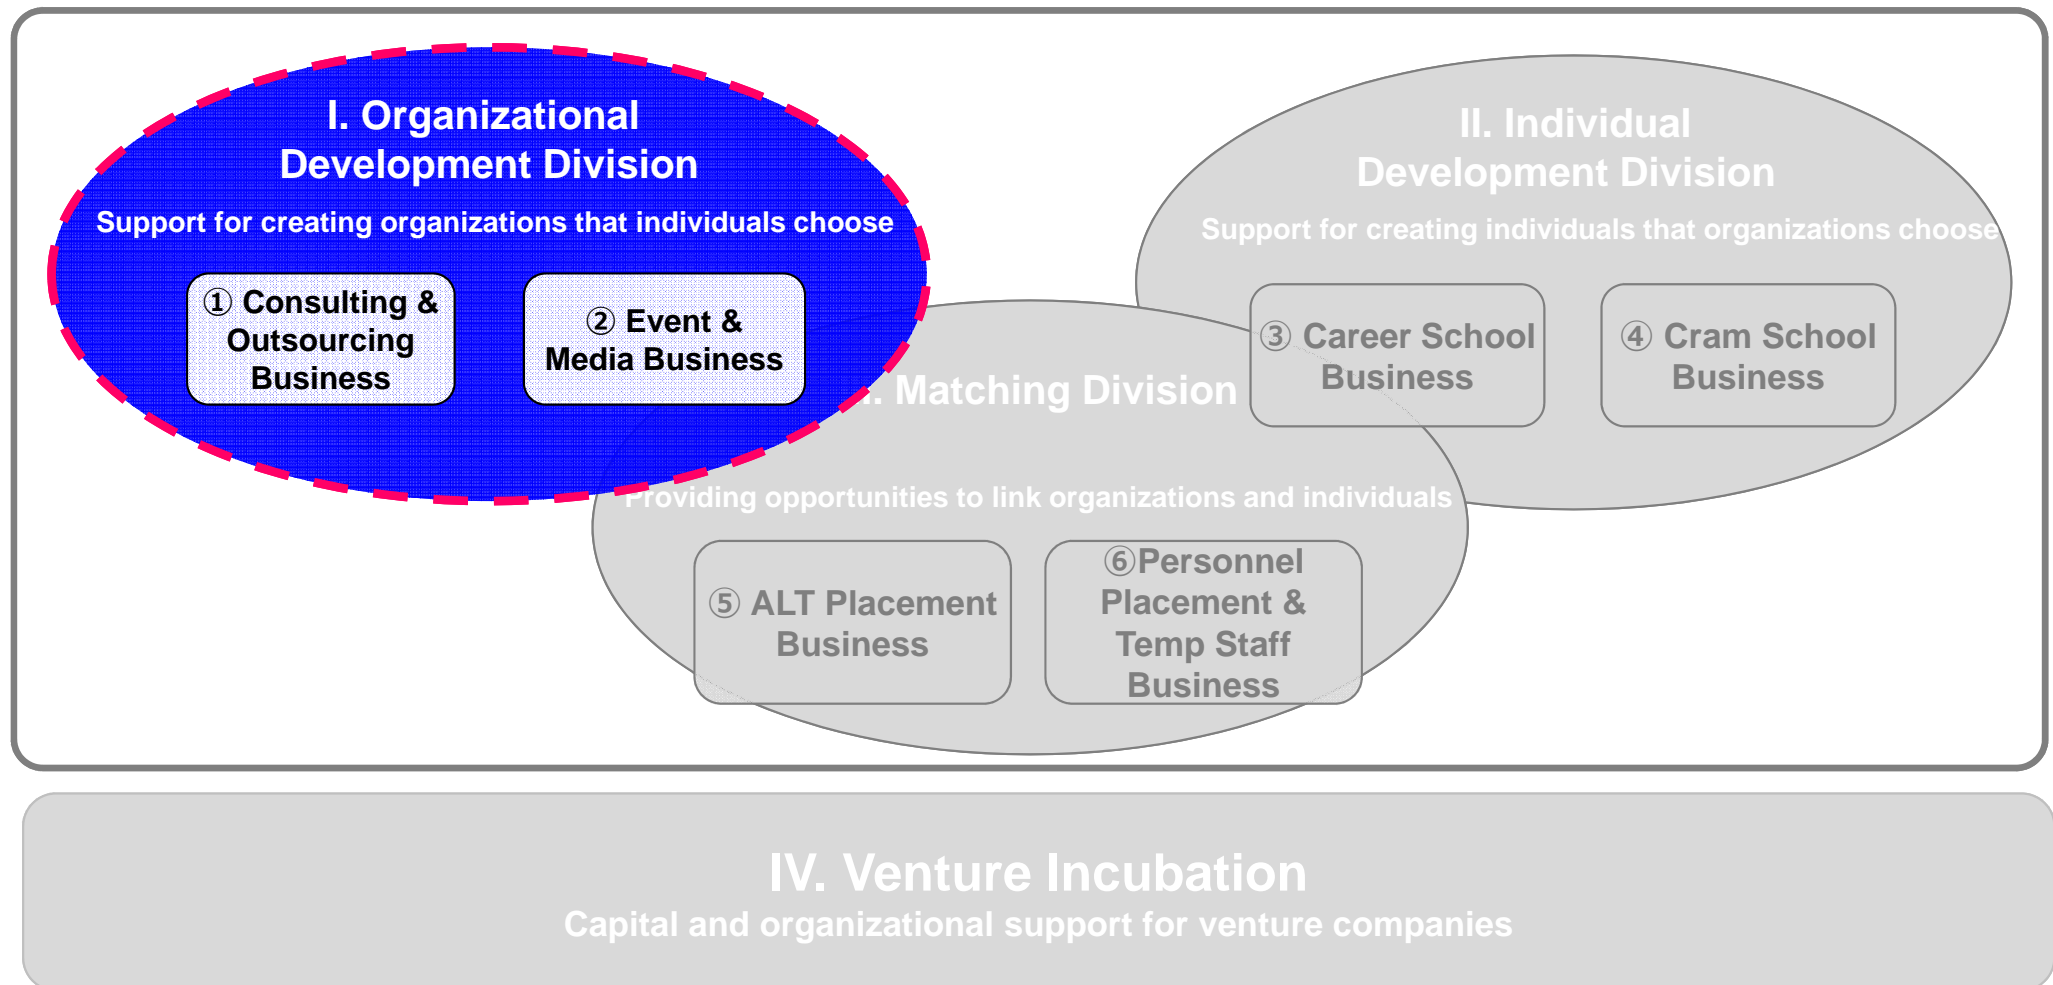 I. Organizational
Development Division
Support for creating organizations that individuals choose
① Consulting &
Outsourcing
Business
② Event &
Media Business
II. Individual
Development Division
Support for creating individuals that organizations choose
③ Career School
Business
④ Cram School
Business
Matching Division
Providing opportunities to link organizations and individuals
⑤ ALT Placement
Business
⑥Personnel
Placement &
Temp Staff
Business
IV. Venture Incubation
Capital and organizational support for venture companies